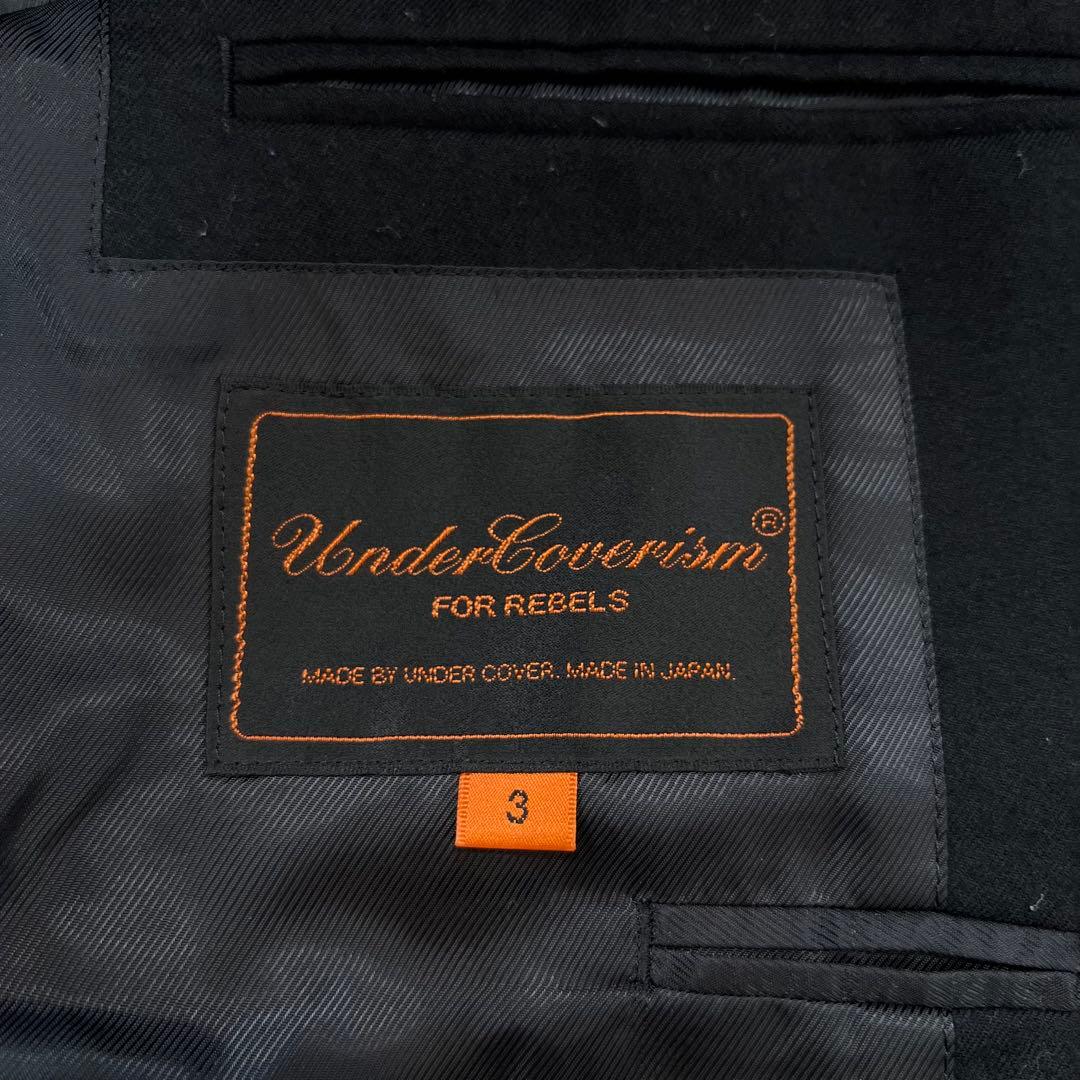 UnderCoverism®
FOR REBELS
MADE BY UNDER COVER. MADE IN JAPAN.
3